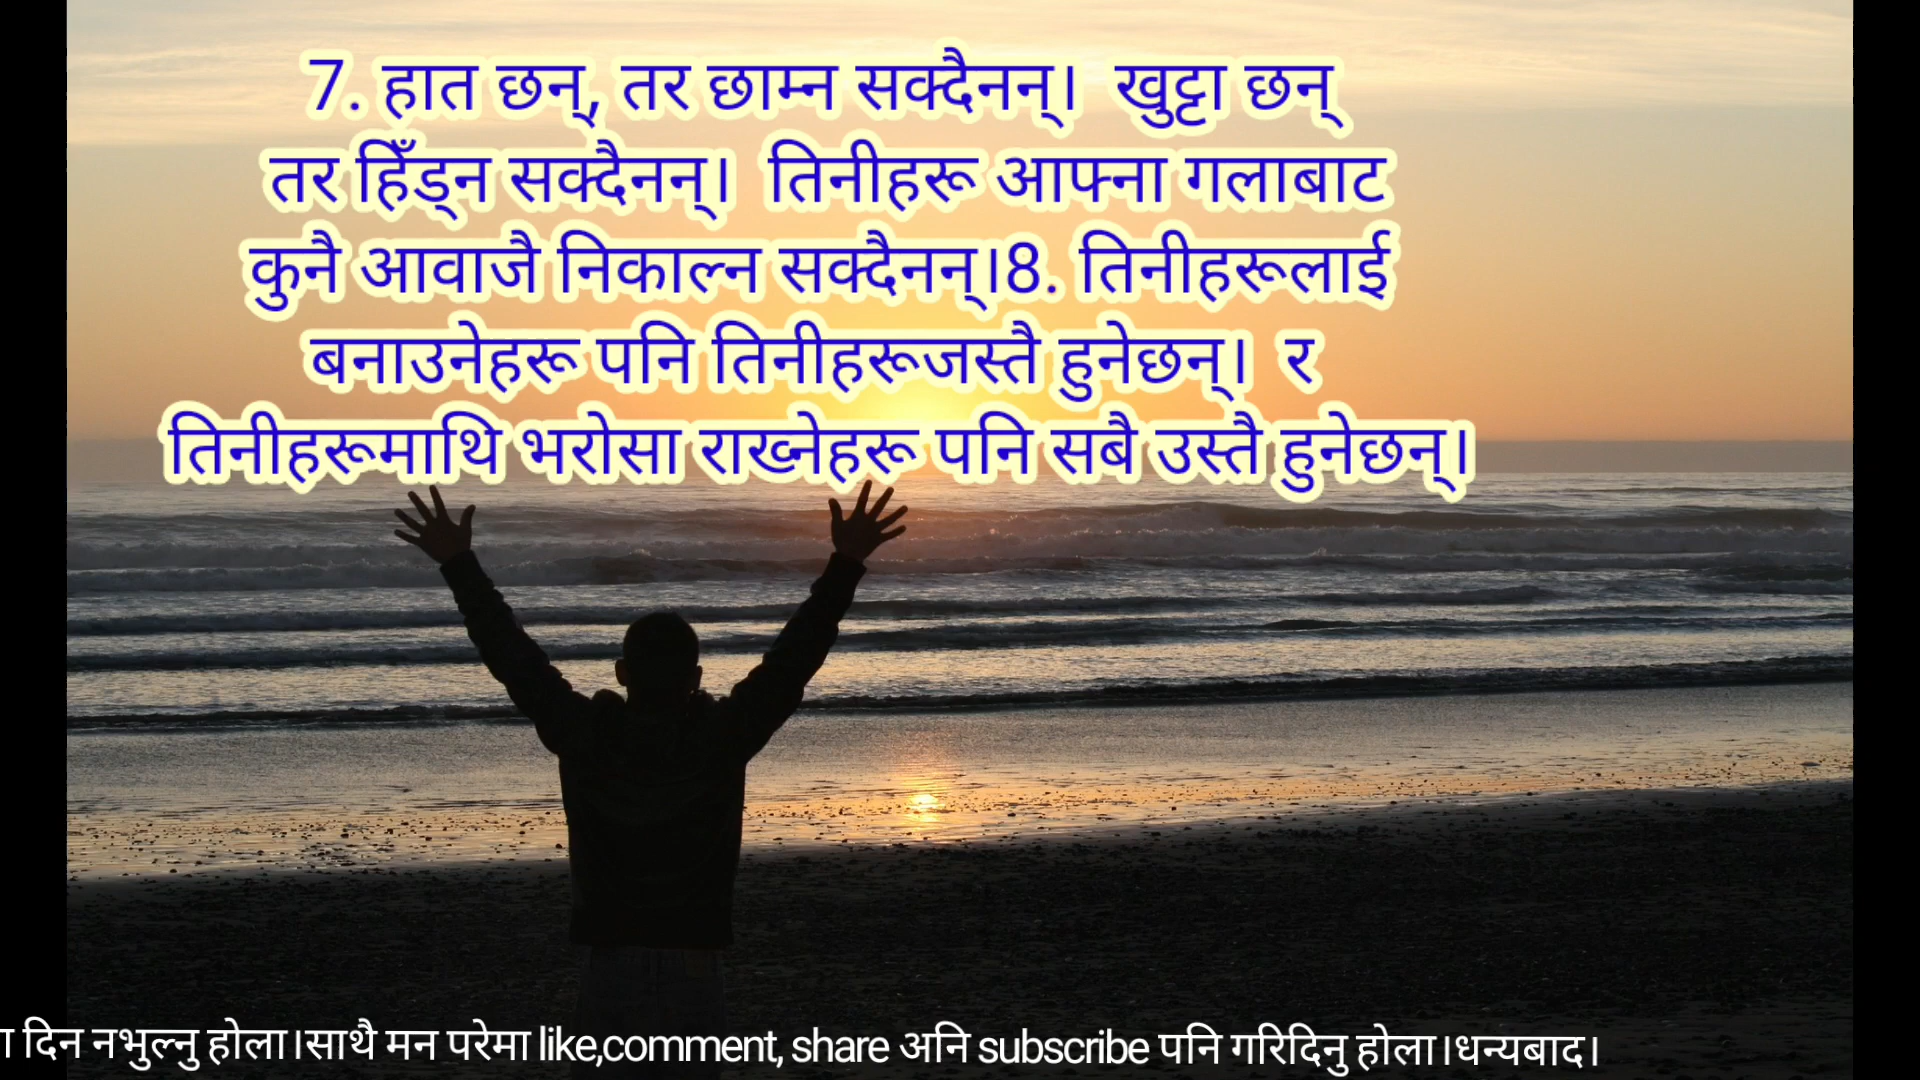 7. हात छन्, तर छाम्न सक्दैनन्। खुट्टा छन्
तर हिँड्न सक्दैनन्। तिनीहरू आफ्ना गलाबाट
कुनै आवाजै निकाल्न सक्दैनन्।8. तिनीहरूलाई
बनाउनेहरू पनि तिनीहरूजस्तै हुनेछन्। र
तिनीहरूमाथि भरोसा राख्नेहरू पनि सबै उस्तै हुनेछन्।
दिन नभुल्नु होला।साथै मन परेमा like,comment, share अनि subscribe पनि गरिदिनु होला।धन्यबाद।